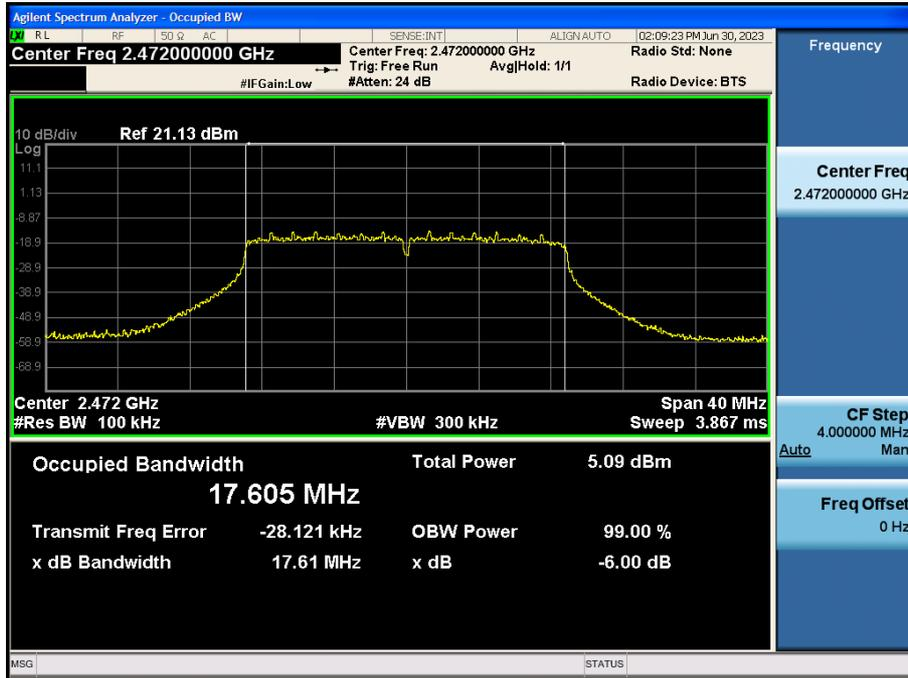 Agilent Spectrum Analyzer - Occupied BW
LXI RL RF 50 Ω AC SENSE:INT ALIGN AUTO 02:09:23 PM Jun 30, 2023
Center Freq 2.472000000 GHz
Center Freq: 2.472000000 GHz
Radio Std: None
Trig: Free Run Avg|Hold: 1/1
#IFGain:Low
#Atten: 24 dB
Radio Device: BTS
10 dB/div Ref 21.13 dBm
Log
11.1
1.13
-8.87
-18.9
-28.9
-38.9
-48.9
-58.9
-68.9
Center 2.472 GHz Span 40 MHz
#Res BW 100 kHz #VBW 300 kHz Sweep 3.867 ms
Occupied Bandwidth Total Power 5.09 dBm
17.605 MHz
Transmit Freq Error -28.121 kHz OBW Power 99.00 %
x dB Bandwidth 17.61 MHz x dB -6.00 dB
MSG STATUS
Frequency
Center Freq
2.472000000 GHz
CF Step
4.000000 MHz
Auto Man
Freq Offset
0 Hz